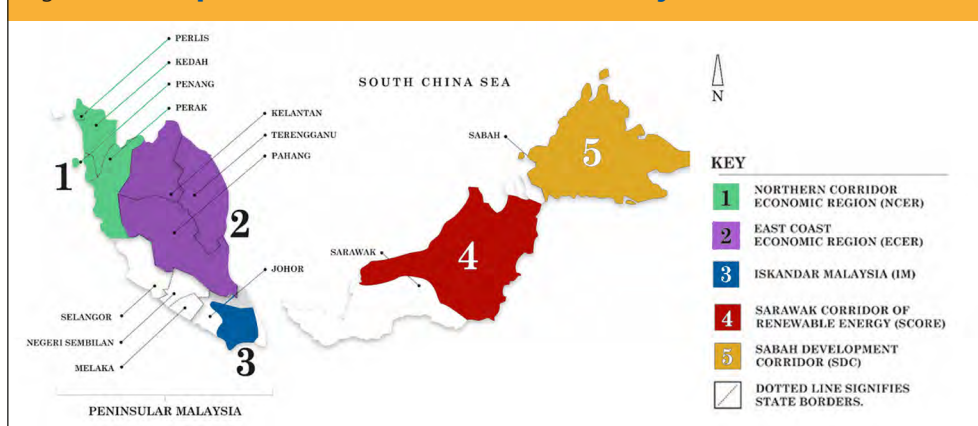 PERLIS
KEDAH
PENANG
PERAK
KELANTAN
TERENGGANU
PAHANG
1
2
SELANGOR
NEGERI SEMBILAN
MELAKA
JOHOR
3
PENINSULAR MALAYSIA
SOUTH CHINA SEA
SABAH
5
SARAWAK
4
N
KEY
1 NORTHERN CORRIDOR
ECONOMIC REGION (NCER)
2 EAST COAST
ECONOMIC REGION (ECER)
3 ISKANDAR MALAYSIA (IM)
4 SARAWAK CORRIDOR OF
RENEWABLE ENERGY (SCORE)
5 SABAH DEVELOPMENT
CORRIDOR (SDC)
DOTTED LINE SIGNIFIES
STATE BORDERS.